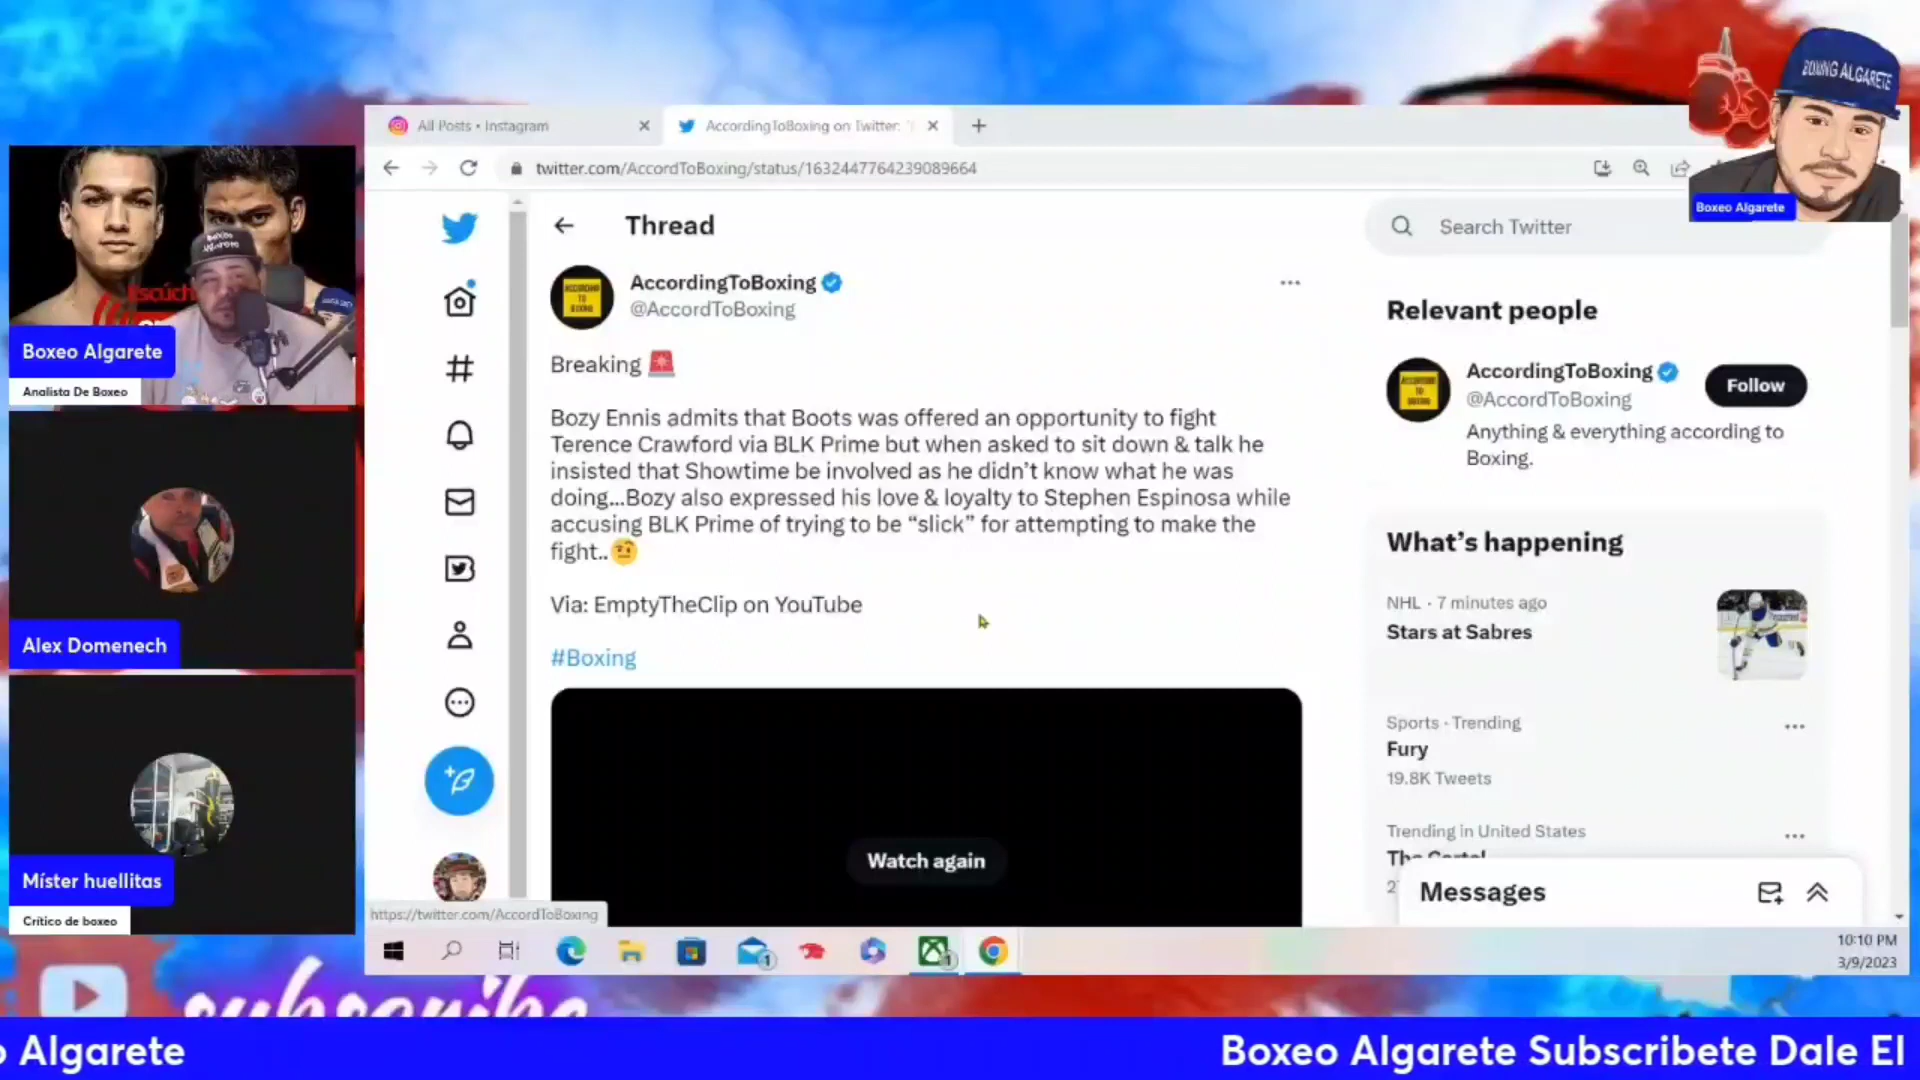 All Posts • Instagram
AccordingToBoxing on Twitter:
twitter.com/AccordToBoxing/status/1632447764239089664
BOXING ALGARETE
Boxeo Algarete
Thread
Search Twitter
AccordingToBoxing
@AccordToBoxing
Breaking
Bozy Ennis admits that Boots was offered an opportunity to fight
Terence Crawford via BLK Prime but when asked to sit down & talk he
insisted that Showtime be involved as he didn’t know what he was
doing...Bozy also expressed his love & loyalty to Stephen Espinosa while
accusing BLK Prime of trying to be “slick” for attempting to make the
fight..
Via: EmptyTheClip on YouTube
#Boxing
Watch again
Relevant people
AccordingToBoxing
@AccordToBoxing
Follow
Anything & everything according to
Boxing.
What’s happening
NHL · 7 minutes ago
Stars at Sabres
Sports · Trending
Fury
19.8K Tweets
Trending in United States
The Cartel
Messages
https://twitter.com/AccordToBoxing
10:10 PM
3/9/2023
Boxeo Algarete
Analista De Boxeo
Alex Domenech
Míster huellitas
Crítico de boxeo
subscribe
o Algarete
Boxeo Algarete Subscribete Dale El